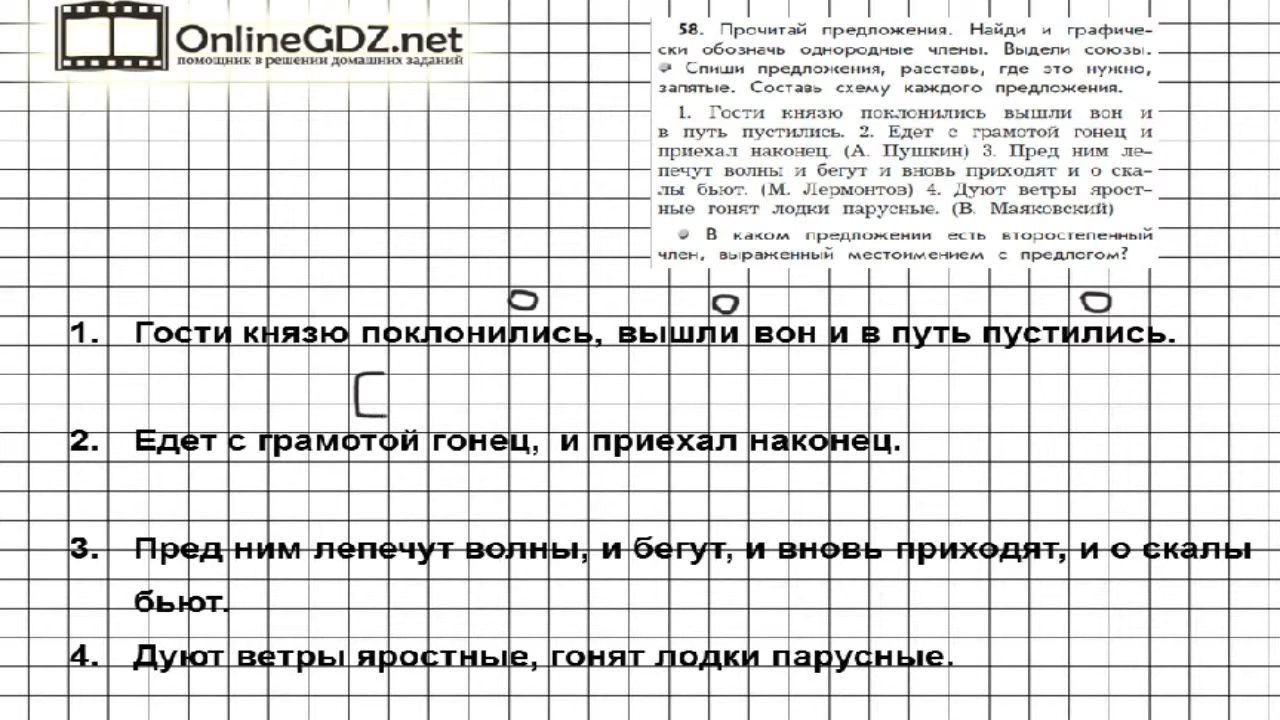 OnlineGDZ.net
помощник в решении домашних заданий
58. Прочитай предложения. Найди и графиче-
ски обозначь однородные члены. Выдели союзы.
Спиши предложения, расставь, где это нужно,
запятые. Составь схему каждого предложения.
1. Гости князю поклонились вышли вон и
в путь пустились. 2. Едет с грамотой гонец и
приехал наконец. (А. Пушкин) 3. Пред ним ле-
печут волны и бегут и вновь приходят и о ска-
лы бьют. (М. Лермонтов) 4. Дуют ветры ярост-
ные гонят лодки парусные. (В. Маяковский)
В каком предложении есть второстепенный
член, выраженный местоимением с предлогом?
1. Гости князю поклонились, вышли вон и в путь пустились.
2. Едет с грамотой гонец, и приехал наконец.
3. Пред ним лепечут волны, и бегут, и вновь приходят, и о скалы
бьют.
4. Дуют ветры яростные, гонят лодки парусные.